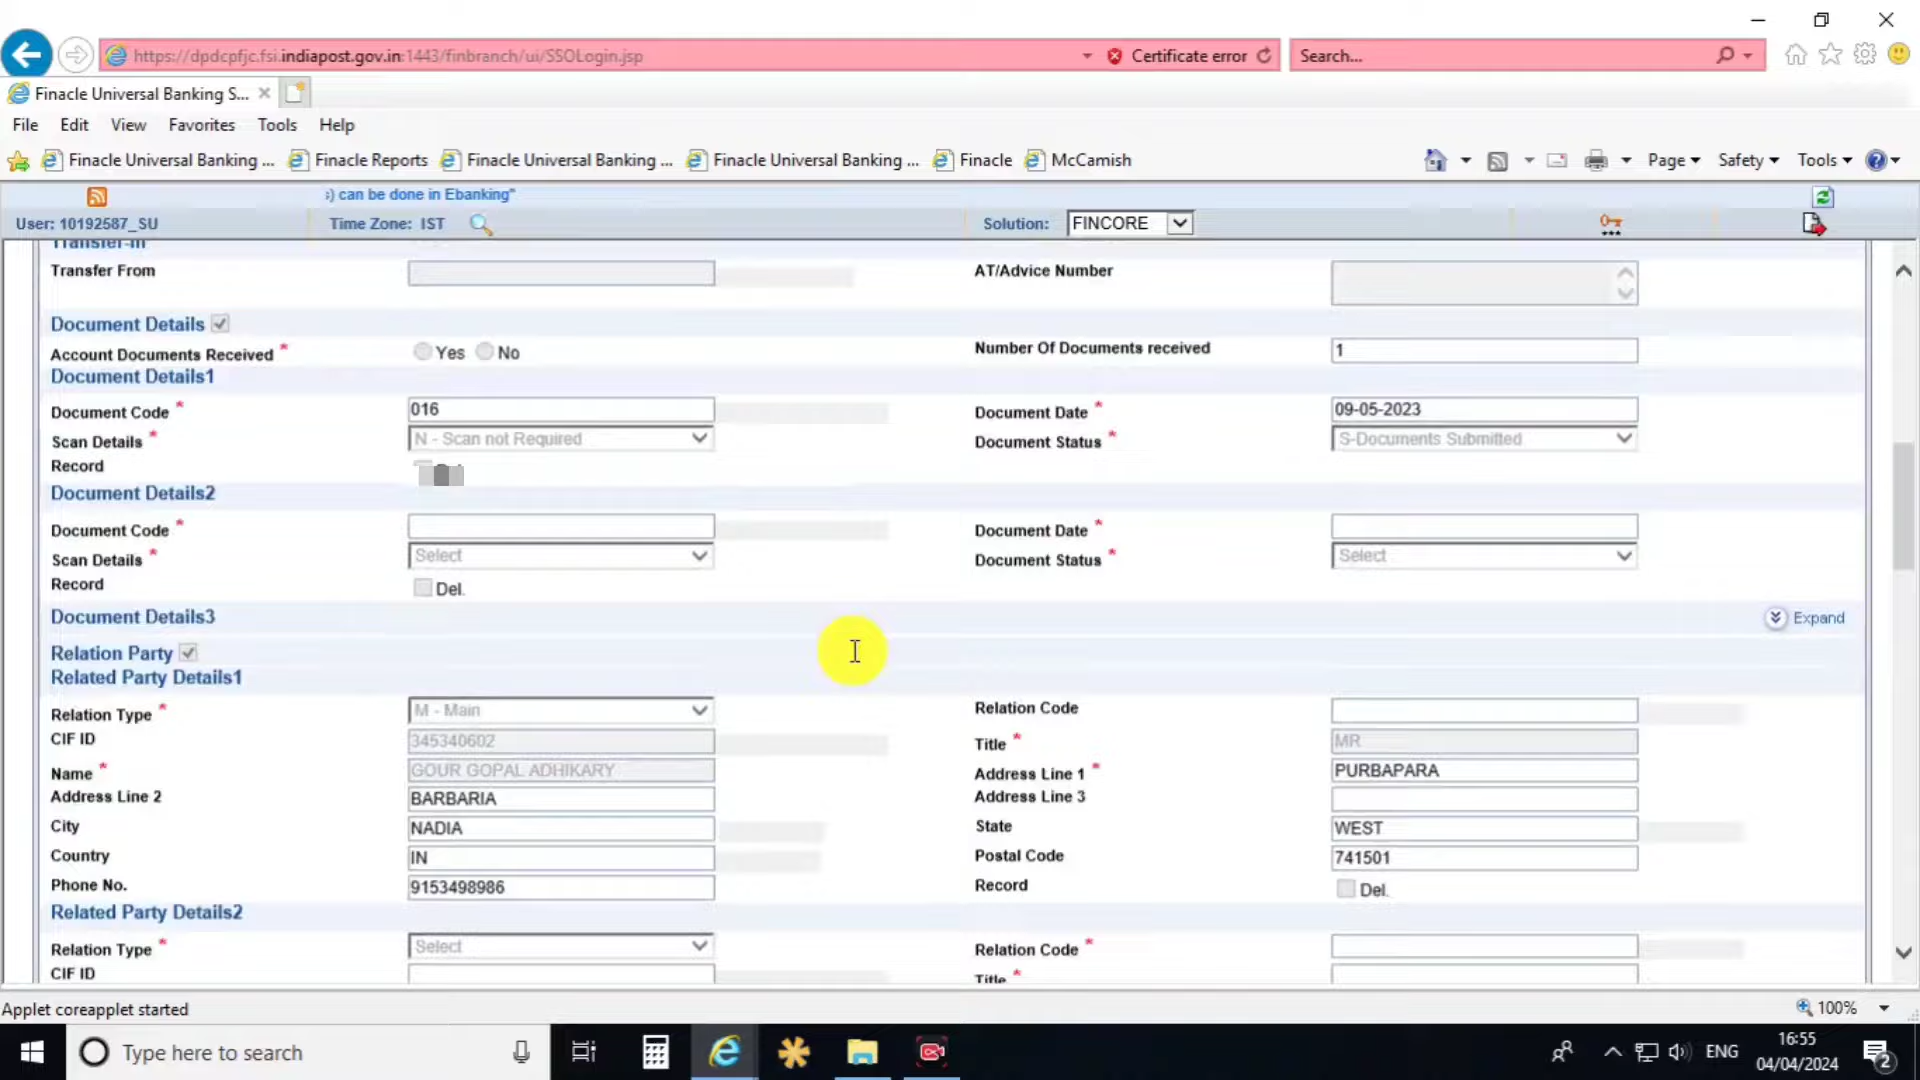 https://dpdcpfjc.fsi.indiapost.gov.in:1443/finbranch/ui/SSOLogin.jsp Certificate error Search...
Finacle Universal Banking S...
File Edit View Favorites Tools Help
Finacle Universal Banking ... Finacle Reports Finacle Universal Banking ... Finacle Universal Banking ... Finacle McCamish Page Safety Tools
:) can be done in Ebanking"
User: 10192587_SU Time Zone: IST Solution: FINCORE
Transfer-In
Transfer From AT/Advice Number
Document Details
Account Documents Received * Yes No Number Of Documents received 1
Document Details1
Document Code * 016 Document Date * 09-05-2023
Scan Details * N - Scan not Required Document Status * S-Documents Submitted
Record
Document Details2
Document Code * Document Date *
Scan Details * Select Document Status * Select
Record Del.
Document Details3 Expand
Relation Party
Related Party Details1
Relation Type * M - Main Relation Code
CIF ID 345340602 Title * MR
Name * GOUR GOPAL ADHIKARY Address Line 1 * PURBAPARA
Address Line 2 BARBARIA Address Line 3
City NADIA State WEST
Country IN Postal Code 741501
Phone No. 9153498986 Record Del.
Related Party Details2
Relation Type * Select Relation Code *
CIF ID Title *
Applet coreapplet started 100%
Type here to search ENG 16:55
04/04/2024 2